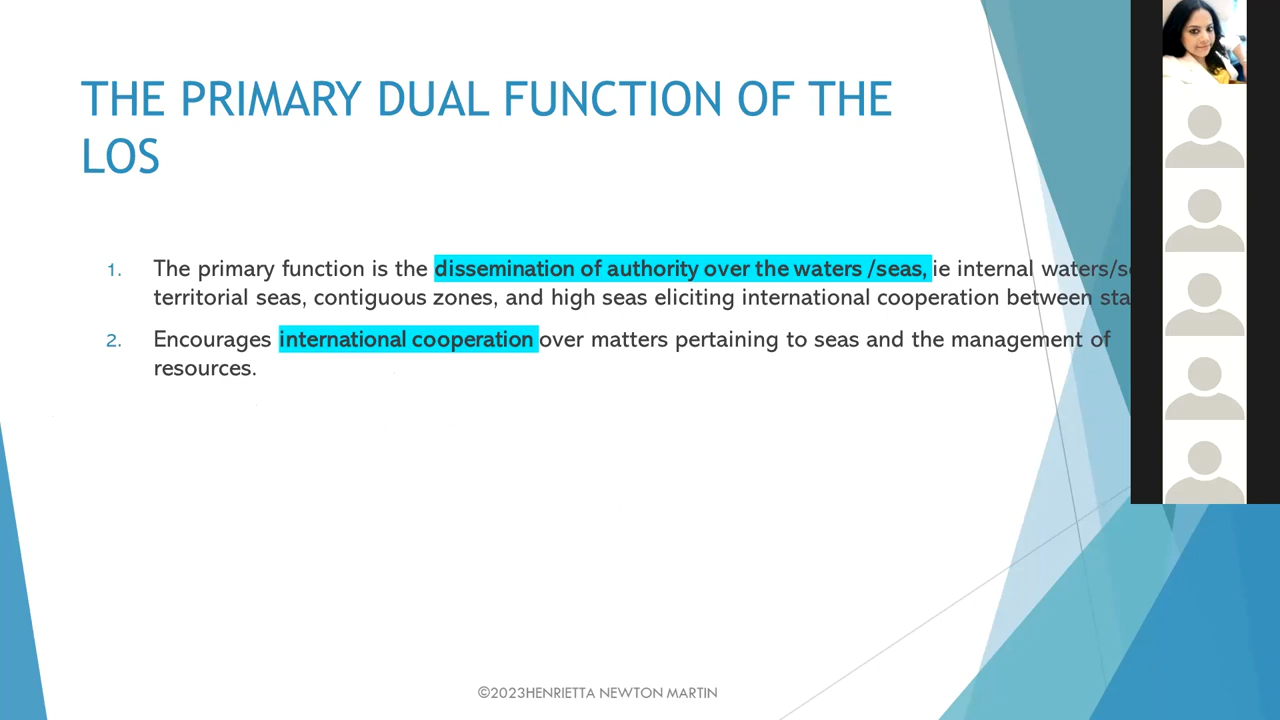 THE PRIMARY DUAL FUNCTION OF THE
LOS
1. The primary function is the dissemination of authority over the waters /seas, ie internal
territorial seas, contiguous zones, and high seas eliciting international cooperation between
2. Encourages international cooperation over matters pertaining to seas and the management of
resources.
©2023HENRIETTA NEWTON MARTIN